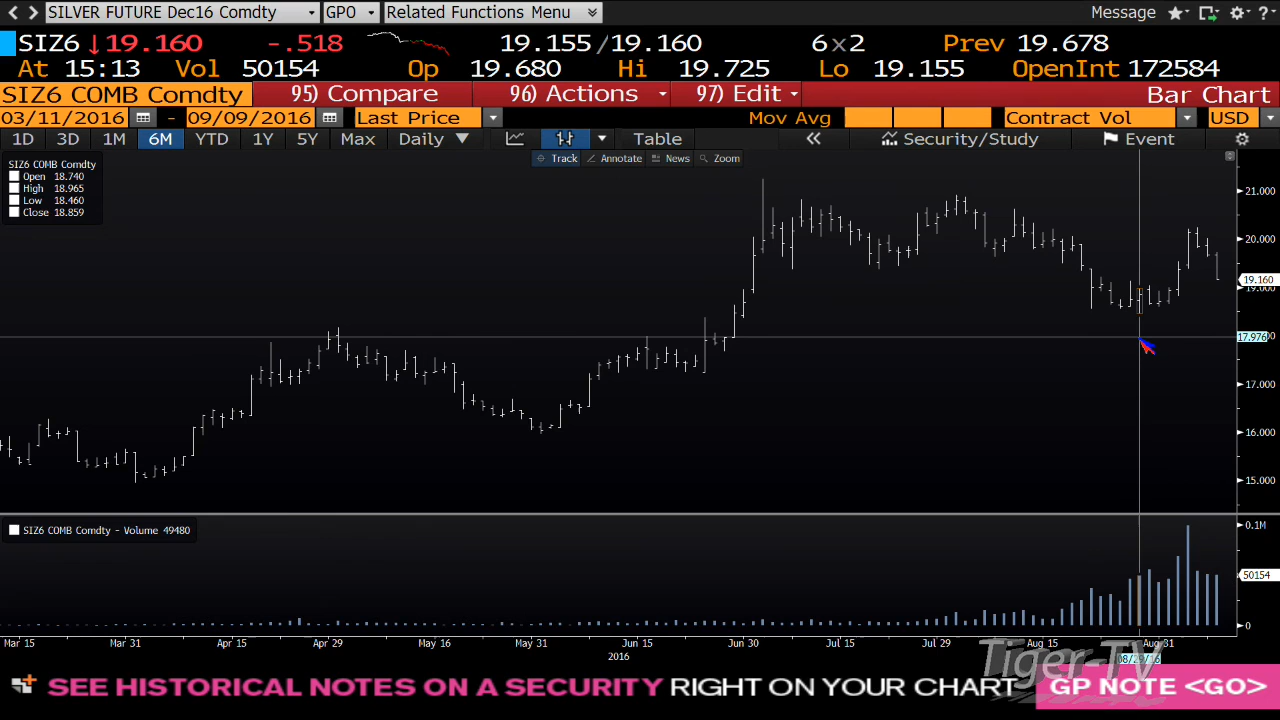 SILVER FUTURE Dec16 Comdty GPO Related Functions Menu Message
SIZ6 ↓19.160 -.518 19.155/19.160 6x2 Prev 19.678
At 15:13 Vol 50154 Op 19.680 Hi 19.725 Lo 19.155 OpenInt 172584
SIZ6 COMB Comdty 95) Compare 96) Actions 97) Edit Bar Chart
03/11/2016 - 09/09/2016 Last Price Mov Avg Contract Vol USD
1D 3D 1M 6M YTD 1Y 5Y Max Daily Table Security/Study Event
Track Annotate News Zoom
SIZ6 COMB Comdty
Open 18.740
High 18.965
Low 18.460
Close 18.859
21.000
20.000
19.160
19.000
17.976
17.000
16.000
15.000
SIZ6 COMB Comdty - Volume 49480
0.1M
50154
0
Mar 15 Mar 31 Apr 15 Apr 29 May 16 May 31 Jun 15 Jun 30 Jul 15 Jul 29 Aug 15 Aug 31
2016
08/29/16
Tiger-TV
SEE HISTORICAL NOTES ON A SECURITY RIGHT ON YOUR CHART GP NOTE <GO>